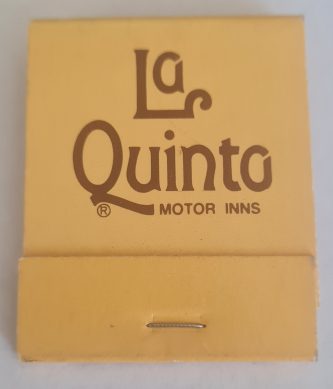 La
Quinta
® MOTOR INNS